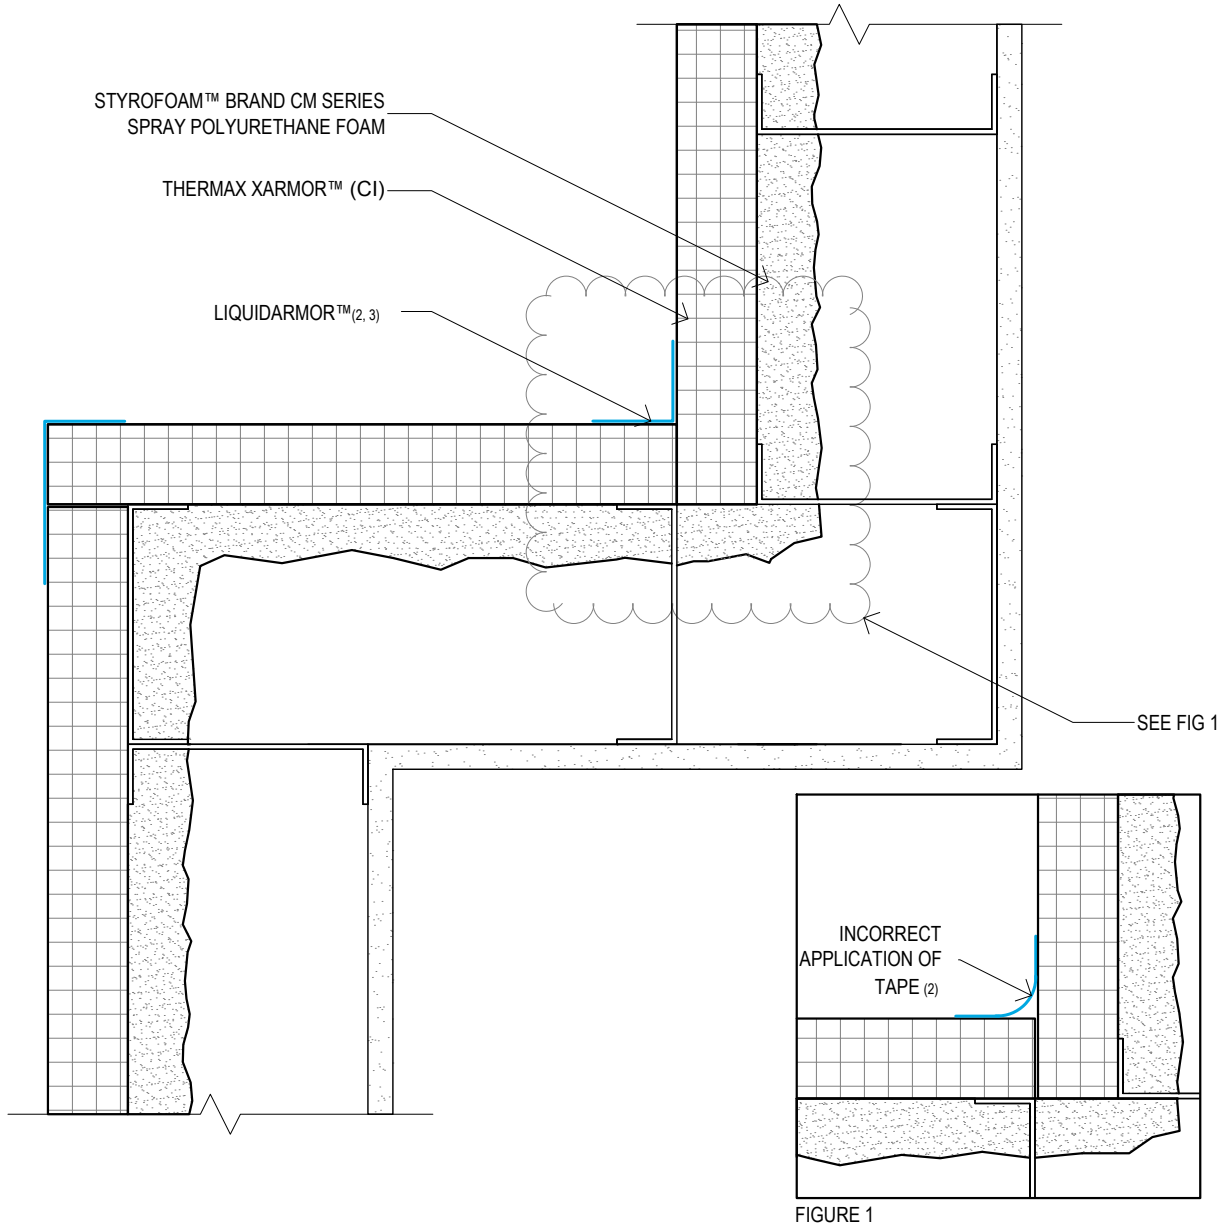 STYROFOAM™ BRAND CM SERIES
SPRAY POLYURETHANE FOAM
THERMAX XARMOR™ (CI)
LIQUIDARMOR™(2, 3)
SEE FIG 1
INCORRECT
APPLICATION OF
TAPE (2)
FIGURE 1